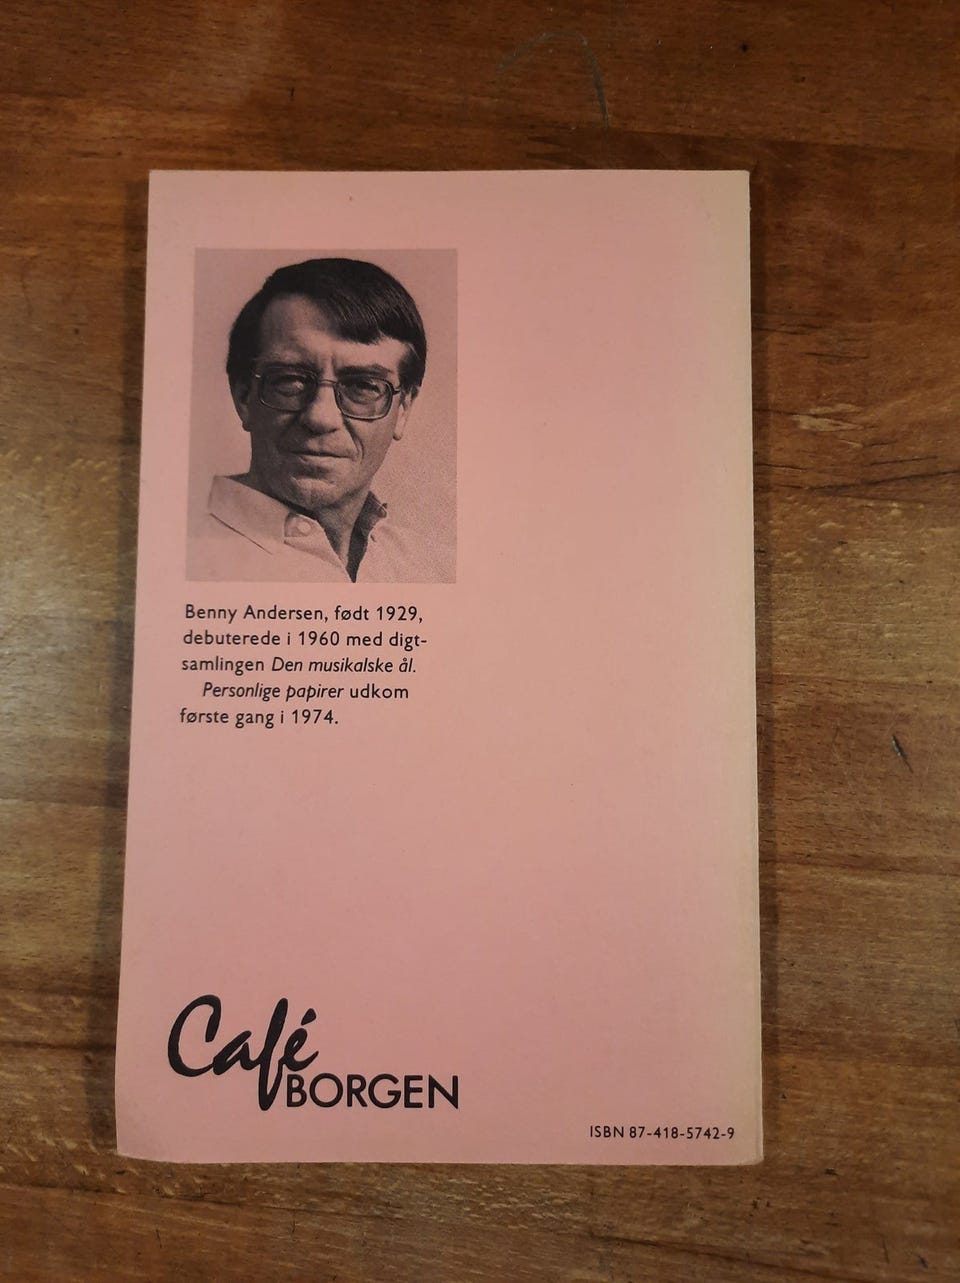 Benny Andersen, født 1929,
debuterede i 1960 med digt-
samlingen Den musikalske ål.
Personlige papirer udkom
første gang i 1974.
Café
BORGEN
ISBN 87-418-5742-9